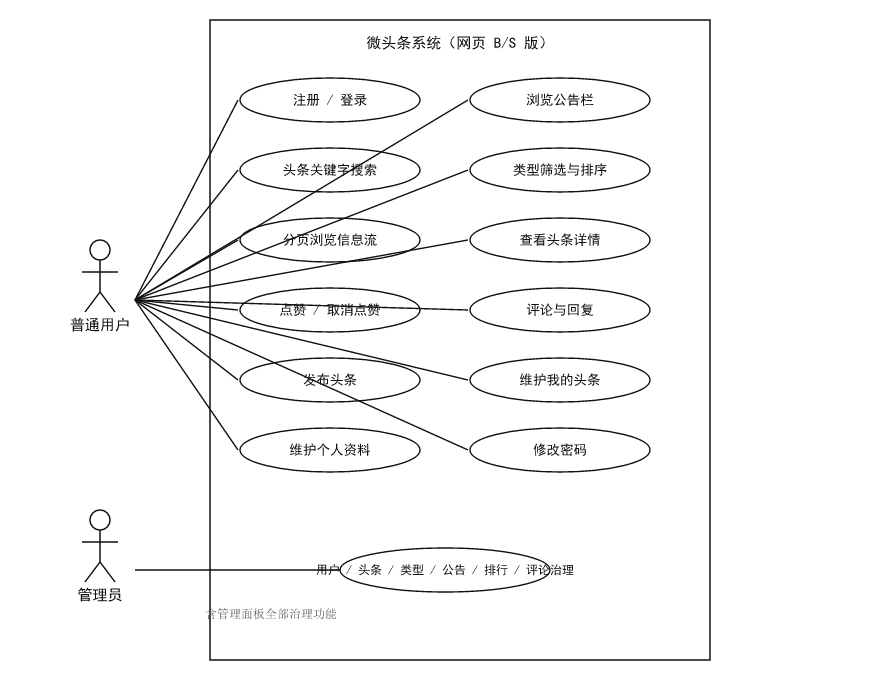 微头条系统（网页 B/S 版）
注册 / 登录
浏览公告栏
头条关键字搜索
类型筛选与排序
分页浏览信息流
查看头条详情
点赞 / 取消点赞
评论与回复
普通用户
发布头条
维护我的头条
维护个人资料
修改密码
用户 / 头条 / 类型 / 公告 / 排行 / 评论治理
管理员
含管理面板全部治理功能